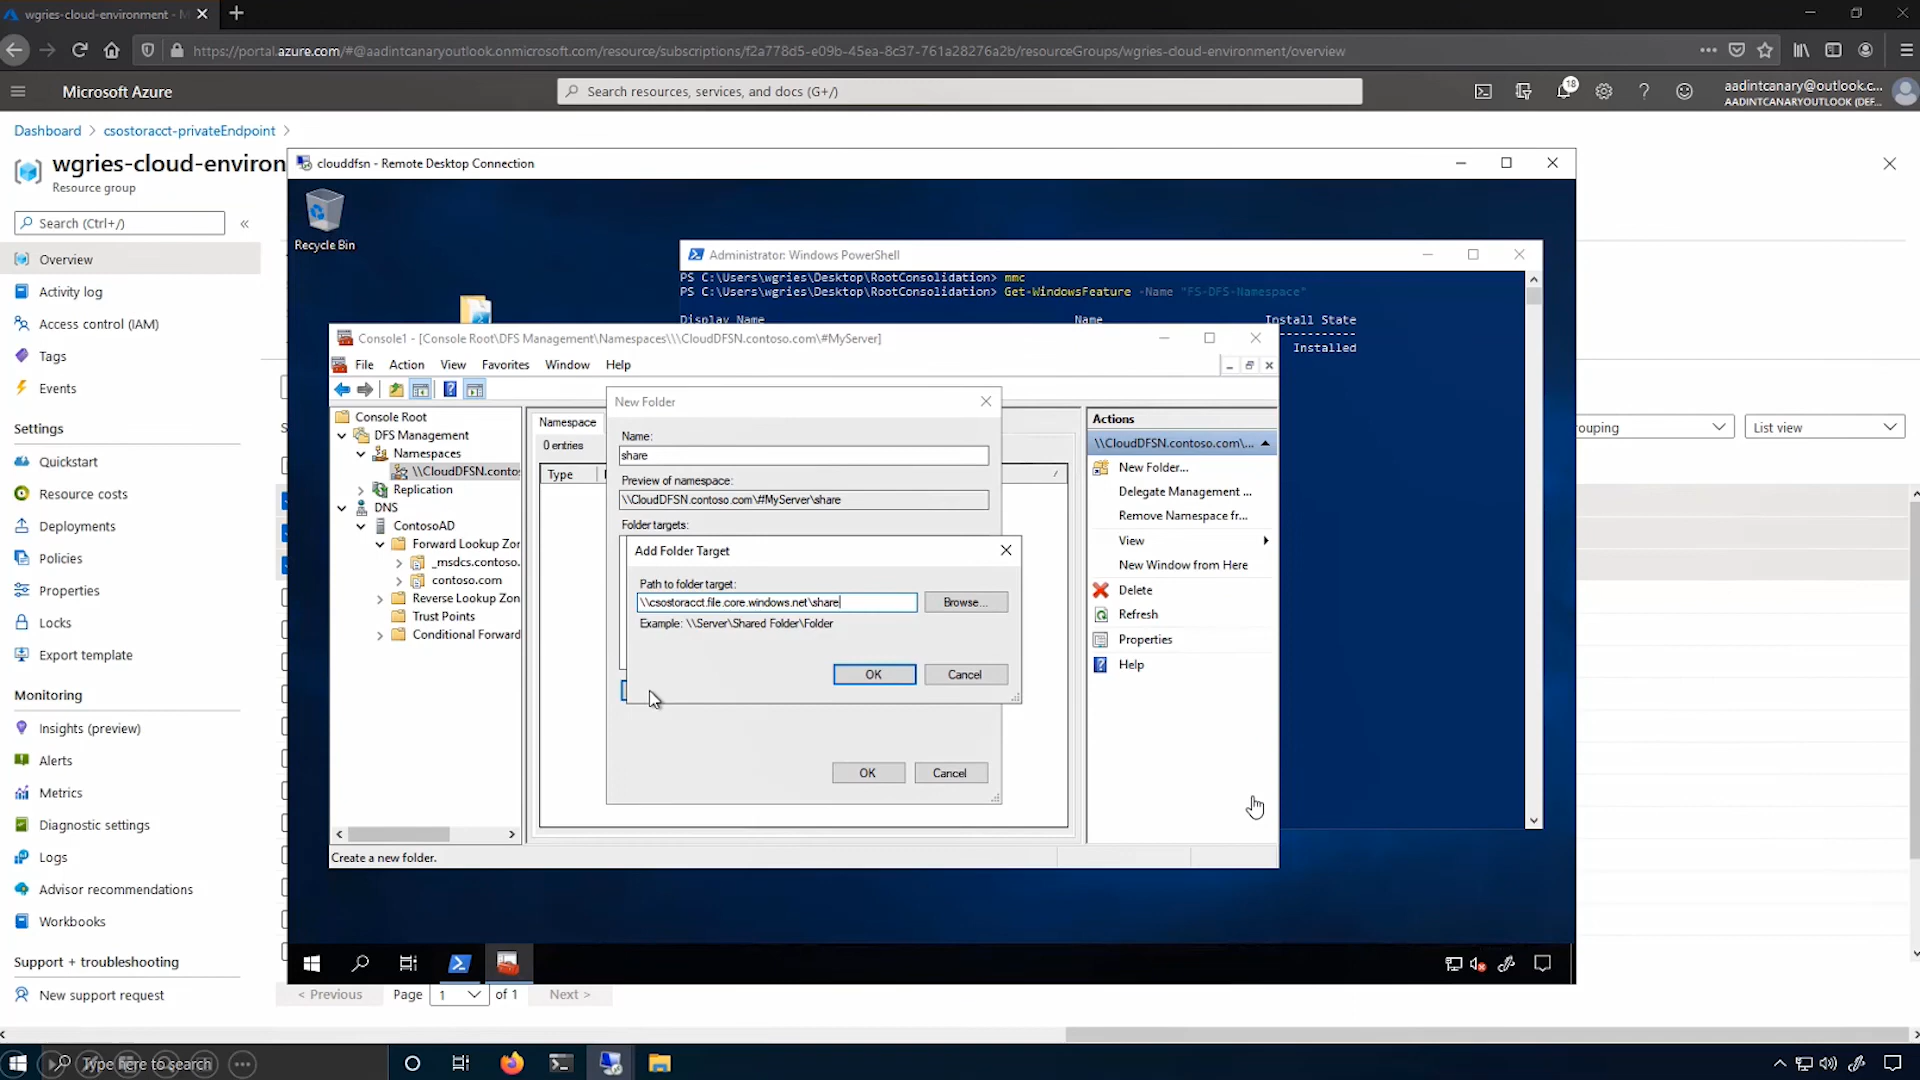 wgries-cloud-environment - M
https://portal.azure.com/#@aadintcanaryoutlook.onmicrosoft.com/resource/subscriptions/f2a778d5-e09b-45ea-8c37-761a28276a2b/resourceGroups/wgries-cloud-environment/overview
Microsoft Azure
Search resources, services, and docs (G+/)
18
aadintcanary@outlook.c...
AADINTCANARYOUTLOOK (DEF...
Dashboard > csostoracct-privateEndpoint >
wgries-cloud-environ
Resource group
Search (Ctrl+/)
«
Overview
Activity log
Access control (IAM)
Tags
Events
Settings
Quickstart
Resource costs
Deployments
Policies
Properties
Locks
Export template
Monitoring
Insights (preview)
Alerts
Metrics
Diagnostic settings
Logs
Advisor recommendations
Workbooks
Support + troubleshooting
New support request
ouping
List view
< Previous
Page
1
of 1
Next >
clouddfsn - Remote Desktop Connection
Recycle Bin
Administrator: Windows PowerShell
PS C:\Users\wgries\Desktop\RootConsolidation> mmc
PS C:\Users\wgries\Desktop\RootConsolidation> Get-WindowsFeature -Name "FS-DFS-Namespace"
Display Name Name Install State
Installed
Console1 - [Console Root\DFS Management\Namespaces\\\CloudDFSN.contoso.com\#MyServer]
File Action View Favorites Window Help
Console Root
DFS Management
Namespaces
\\CloudDFSN.contos
Replication
DNS
ContosoAD
Forward Lookup Zon
_msdcs.contoso.
contoso.com
Reverse Lookup Zon
Trust Points
Conditional Forward
Namespace
0 entries
Type
New Folder
Name:
share
Preview of namespace:
\\CloudDFSN.contoso.com\#MyServer\share
Folder targets:
Add Folder Target
Path to folder target:
\\csostoracct.file.core.windows.net\share
Browse...
Example: \\Server\Shared Folder\Folder
OK
Cancel
OK
Cancel
Actions
\\CloudDFSN.contoso.com\...
New Folder...
Delegate Management ...
Remove Namespace fr...
View
New Window from Here
Delete
Refresh
Properties
Help
Create a new folder.
Type here to search